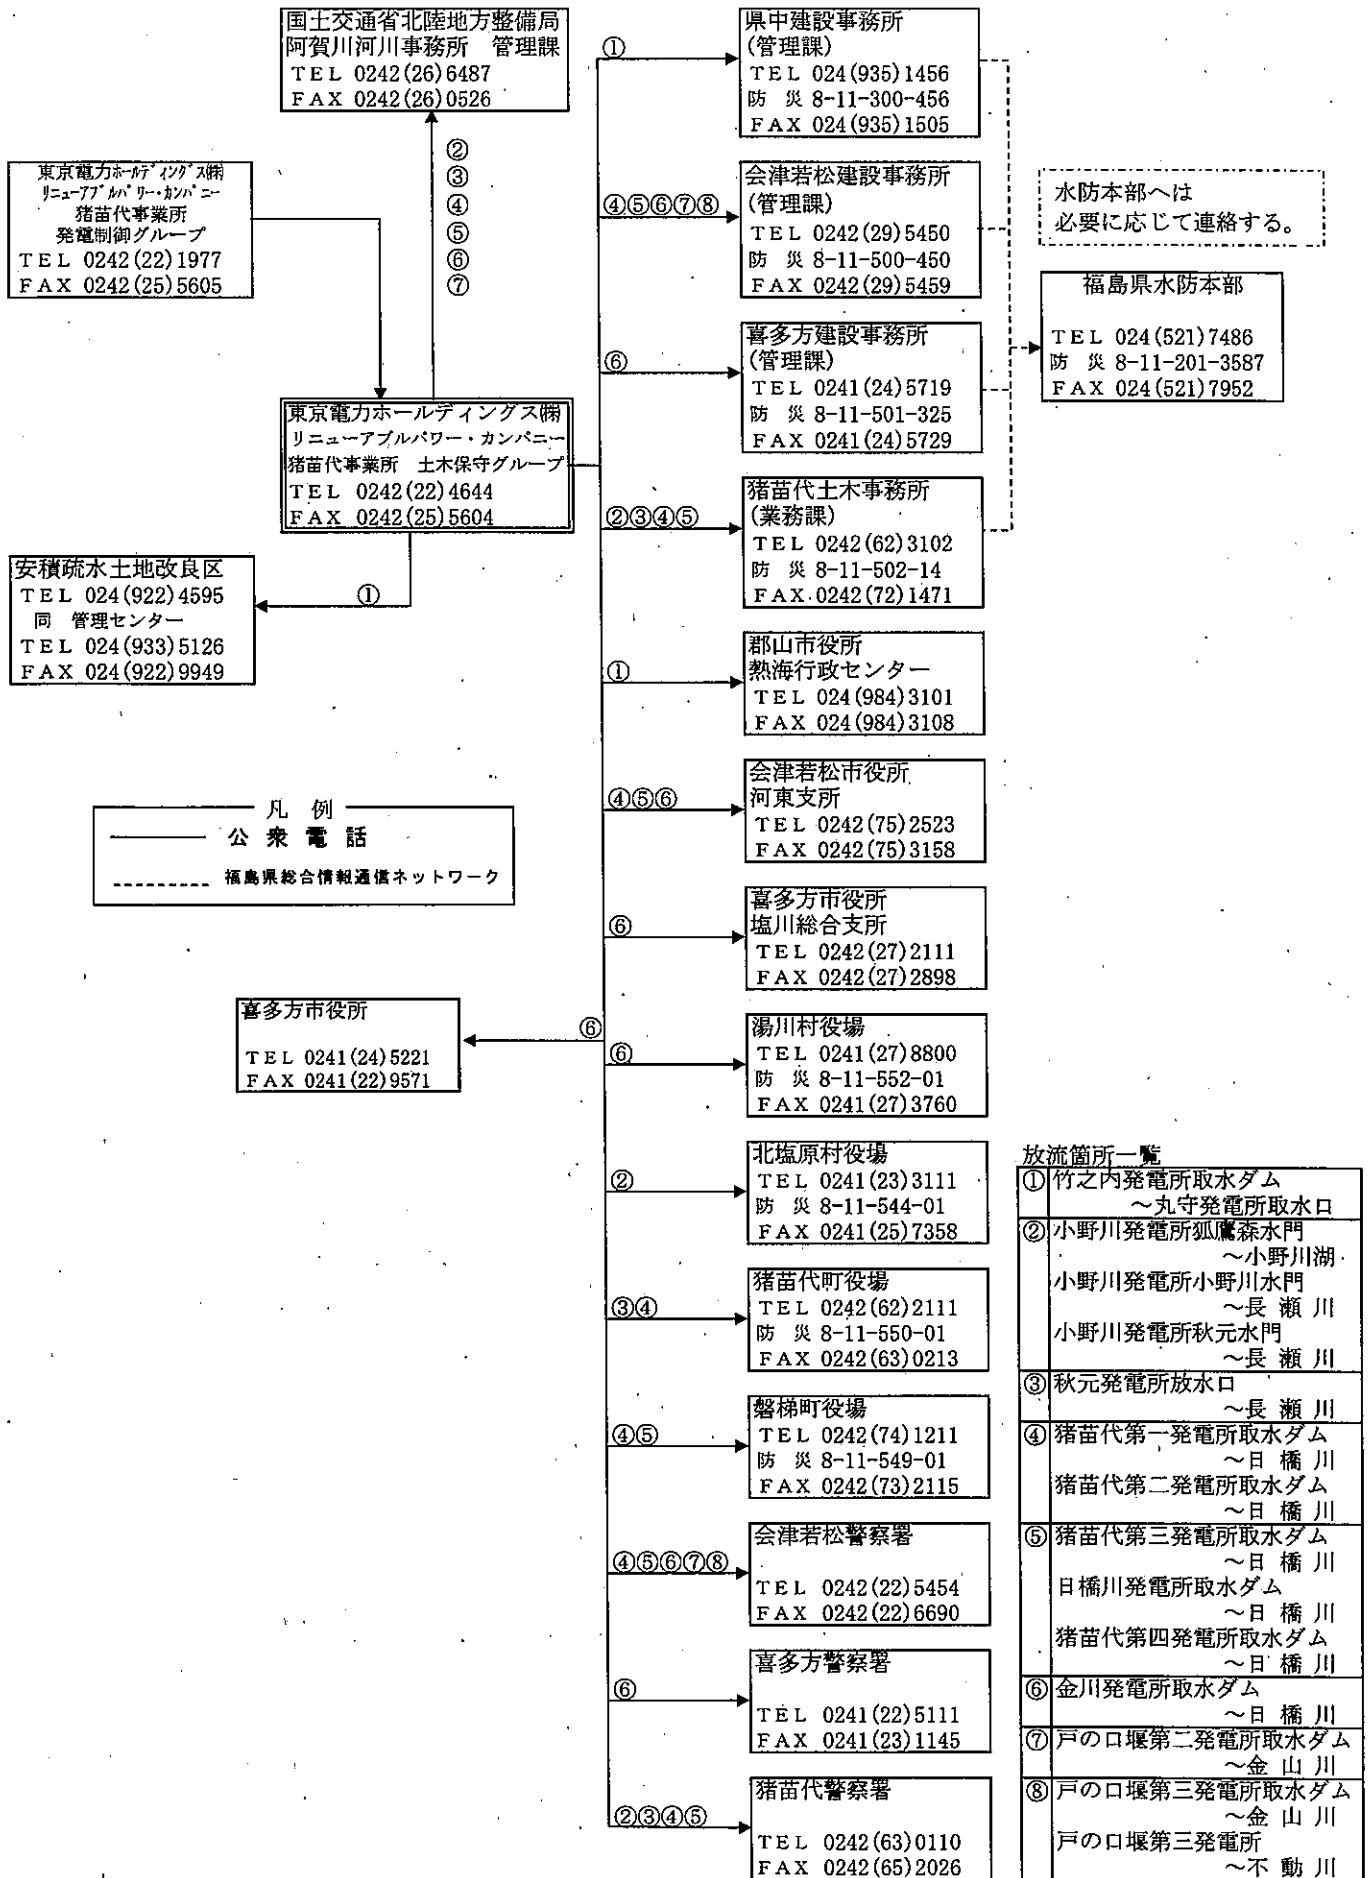 国土交通省北陸地方整備局
阿賀川河川事務所　管理課
TEL 0242(26)6487
FAX 0242(26)0526
②
③
④
⑤
⑥
⑦
東京電力ホールディングス㈱
リニューアブルパワー・カンパニー
猪苗代事業所
発電制御グループ
TEL 0242(22)1977
FAX 0242(25)5605
東京電力ホールディングス㈱
リニューアブルパワー・カンパニー
猪苗代事業所　土木保守グループ
TEL 0242(22)4644
FAX 0242(25)5604
安積疏水土地改良区
TEL 024(922)4595
同　管理センター
TEL 024(933)5126
FAX 024(922)9949
①
凡　例
公衆電話
福島県総合情報通信ネットワーク
喜多方市役所
TEL 0241(24)5221
FAX 0241(22)9571
⑥
①
県中建設事務所
(管理課)
TEL 024(935)1456
防　災 8-11-300-456
FAX 024(935)1505
④⑤⑥⑦⑧
会津若松建設事務所
(管理課)
TEL 0242(29)5450
防　災 8-11-500-450
FAX 0242(29)5459
⑥
喜多方建設事務所
(管理課)
TEL 0241(24)5719
防　災 8-11-501-325
FAX 0241(24)5729
②③④⑤
猪苗代土木事務所
(業務課)
TEL 0242(62)3102
防　災 8-11-502-14
FAX 0242(72)1471
①
郡山市役所
熱海行政センター
TEL 024(984)3101
FAX 024(984)3108
④⑤⑥
会津若松市役所
河東支所
TEL 0242(75)2523
FAX 0242(75)3158
⑥
喜多方市役所
塩川総合支所
TEL 0242(27)2111
FAX 0242(27)2898
⑥
湯川村役場
TEL 0241(27)8800
防　災 8-11-552-01
FAX 0241(27)3760
②
北塩原村役場
TEL 0241(23)3111
防　災 8-11-544-01
FAX 0241(25)7358
③④
猪苗代町役場
TEL 0242(62)2111
防　災 8-11-550-01
FAX 0242(63)0213
④⑤
磐梯町役場
TEL 0242(74)1211
防　災 8-11-549-01
FAX 0242(73)2115
④⑤⑥⑦⑧
会津若松警察署
TEL 0242(22)5454
FAX 0242(22)6690
⑥
喜多方警察署
TEL 0241(22)5111
FAX 0241(23)1145
②③④⑤
猪苗代警察署
TEL 0242(63)0110
FAX 0242(65)2026
水防本部へは
必要に応じて連絡する。
福島県水防本部
TEL 024(521)7486
防　災 8-11-201-3587
FAX 024(521)7952
放流箇所一覧
① 竹之内発電所取水ダム
～丸守発電所取水口
② 小野川発電所狐鷹森水門
～小野川湖
小野川発電所小野川水門
～長瀬川
小野川発電所秋元水門
～長瀬川
③ 秋元発電所放水口
～長瀬川
④ 猪苗代第一発電所取水ダム
～日橋川
猪苗代第二発電所取水ダム
～日橋川
⑤ 猪苗代第三発電所取水ダム
～日橋川
日橋川発電所取水ダム
～日橋川
猪苗代第四発電所取水ダム
～日橋川
⑥ 金川発電所取水ダム
～日橋川
⑦ 戸の口堰第二発電所取水ダム
～金山川
⑧ 戸の口堰第三発電所取水ダム
～金山川
戸の口堰第三発電所
～不動川